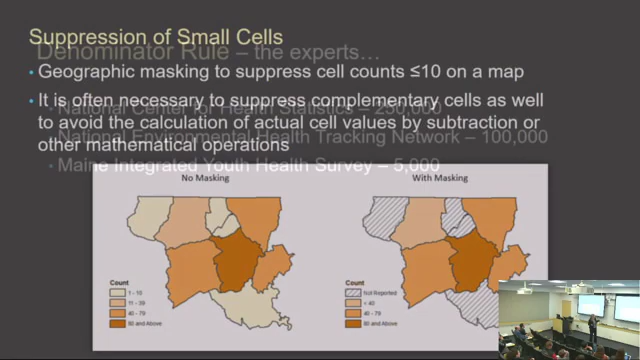 Suppression of Small Cells
Denominator Rule – the experts…
• Geographic masking to suppress cell counts ≤10 on a map
• It is often necessary to suppress complementary cells as well
• National Center for Health Statistics – 250,000
to avoid the calculation of actual cell values by subtraction or
• National Environmental Health Tracking Network – 100,000
other mathematical operations
• Maine Integrated Youth Health Survey – 5,000
No Masking
With Masking
Count
1 - 10
11 - 39
40 - 79
80 and Above
Count
Not Reported
< 40
40 - 79
80 and Above